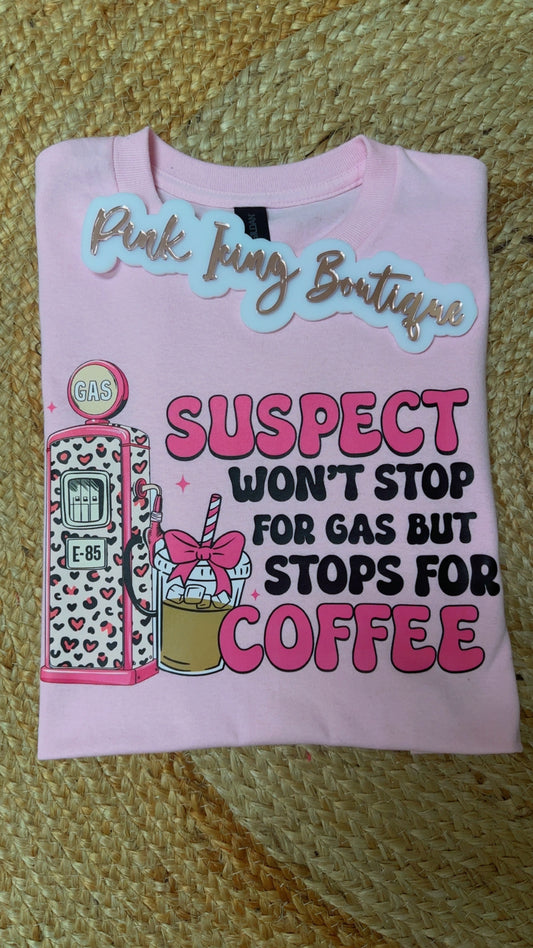 Pink Icing Boutique
GAS
SUSPECT
WON'T STOP
FOR GAS BUT
E-85
STOPS FOR
COFFEE